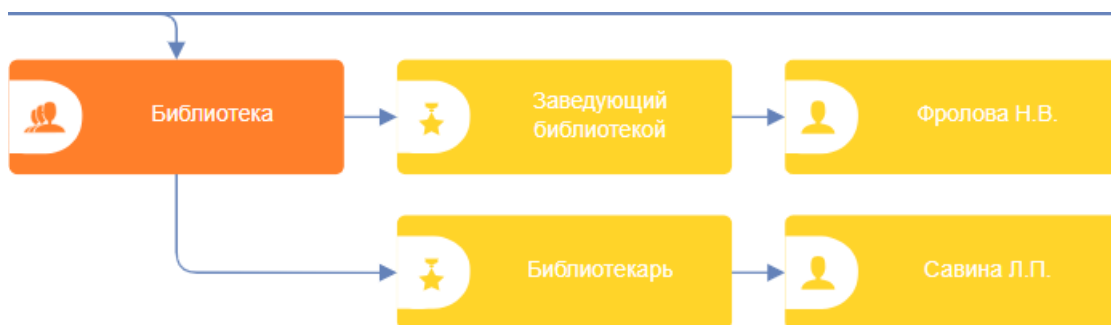 Библиотека
Заведующий
библиотекой
Фролова Н.В.
Библиотекарь
Савина Л.П.